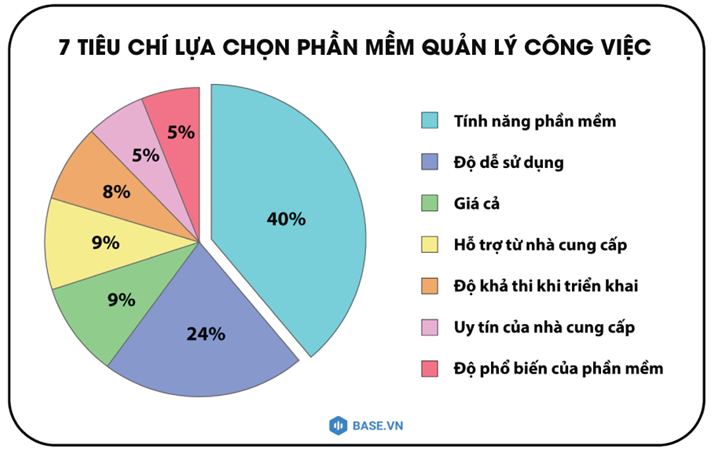 7 TIÊU CHÍ LỰA CHỌN PHẦN MỀM QUẢN LÝ CÔNG VIỆC
5%
5%
8%
9%
9%
24%
40%
Tính năng phần mềm
Độ dễ sử dụng
Giá cả
Hỗ trợ từ nhà cung cấp
Độ khả thi khi triển khai
Uy tín của nhà cung cấp
Độ phổ biến của phần mềm
BASE.VN